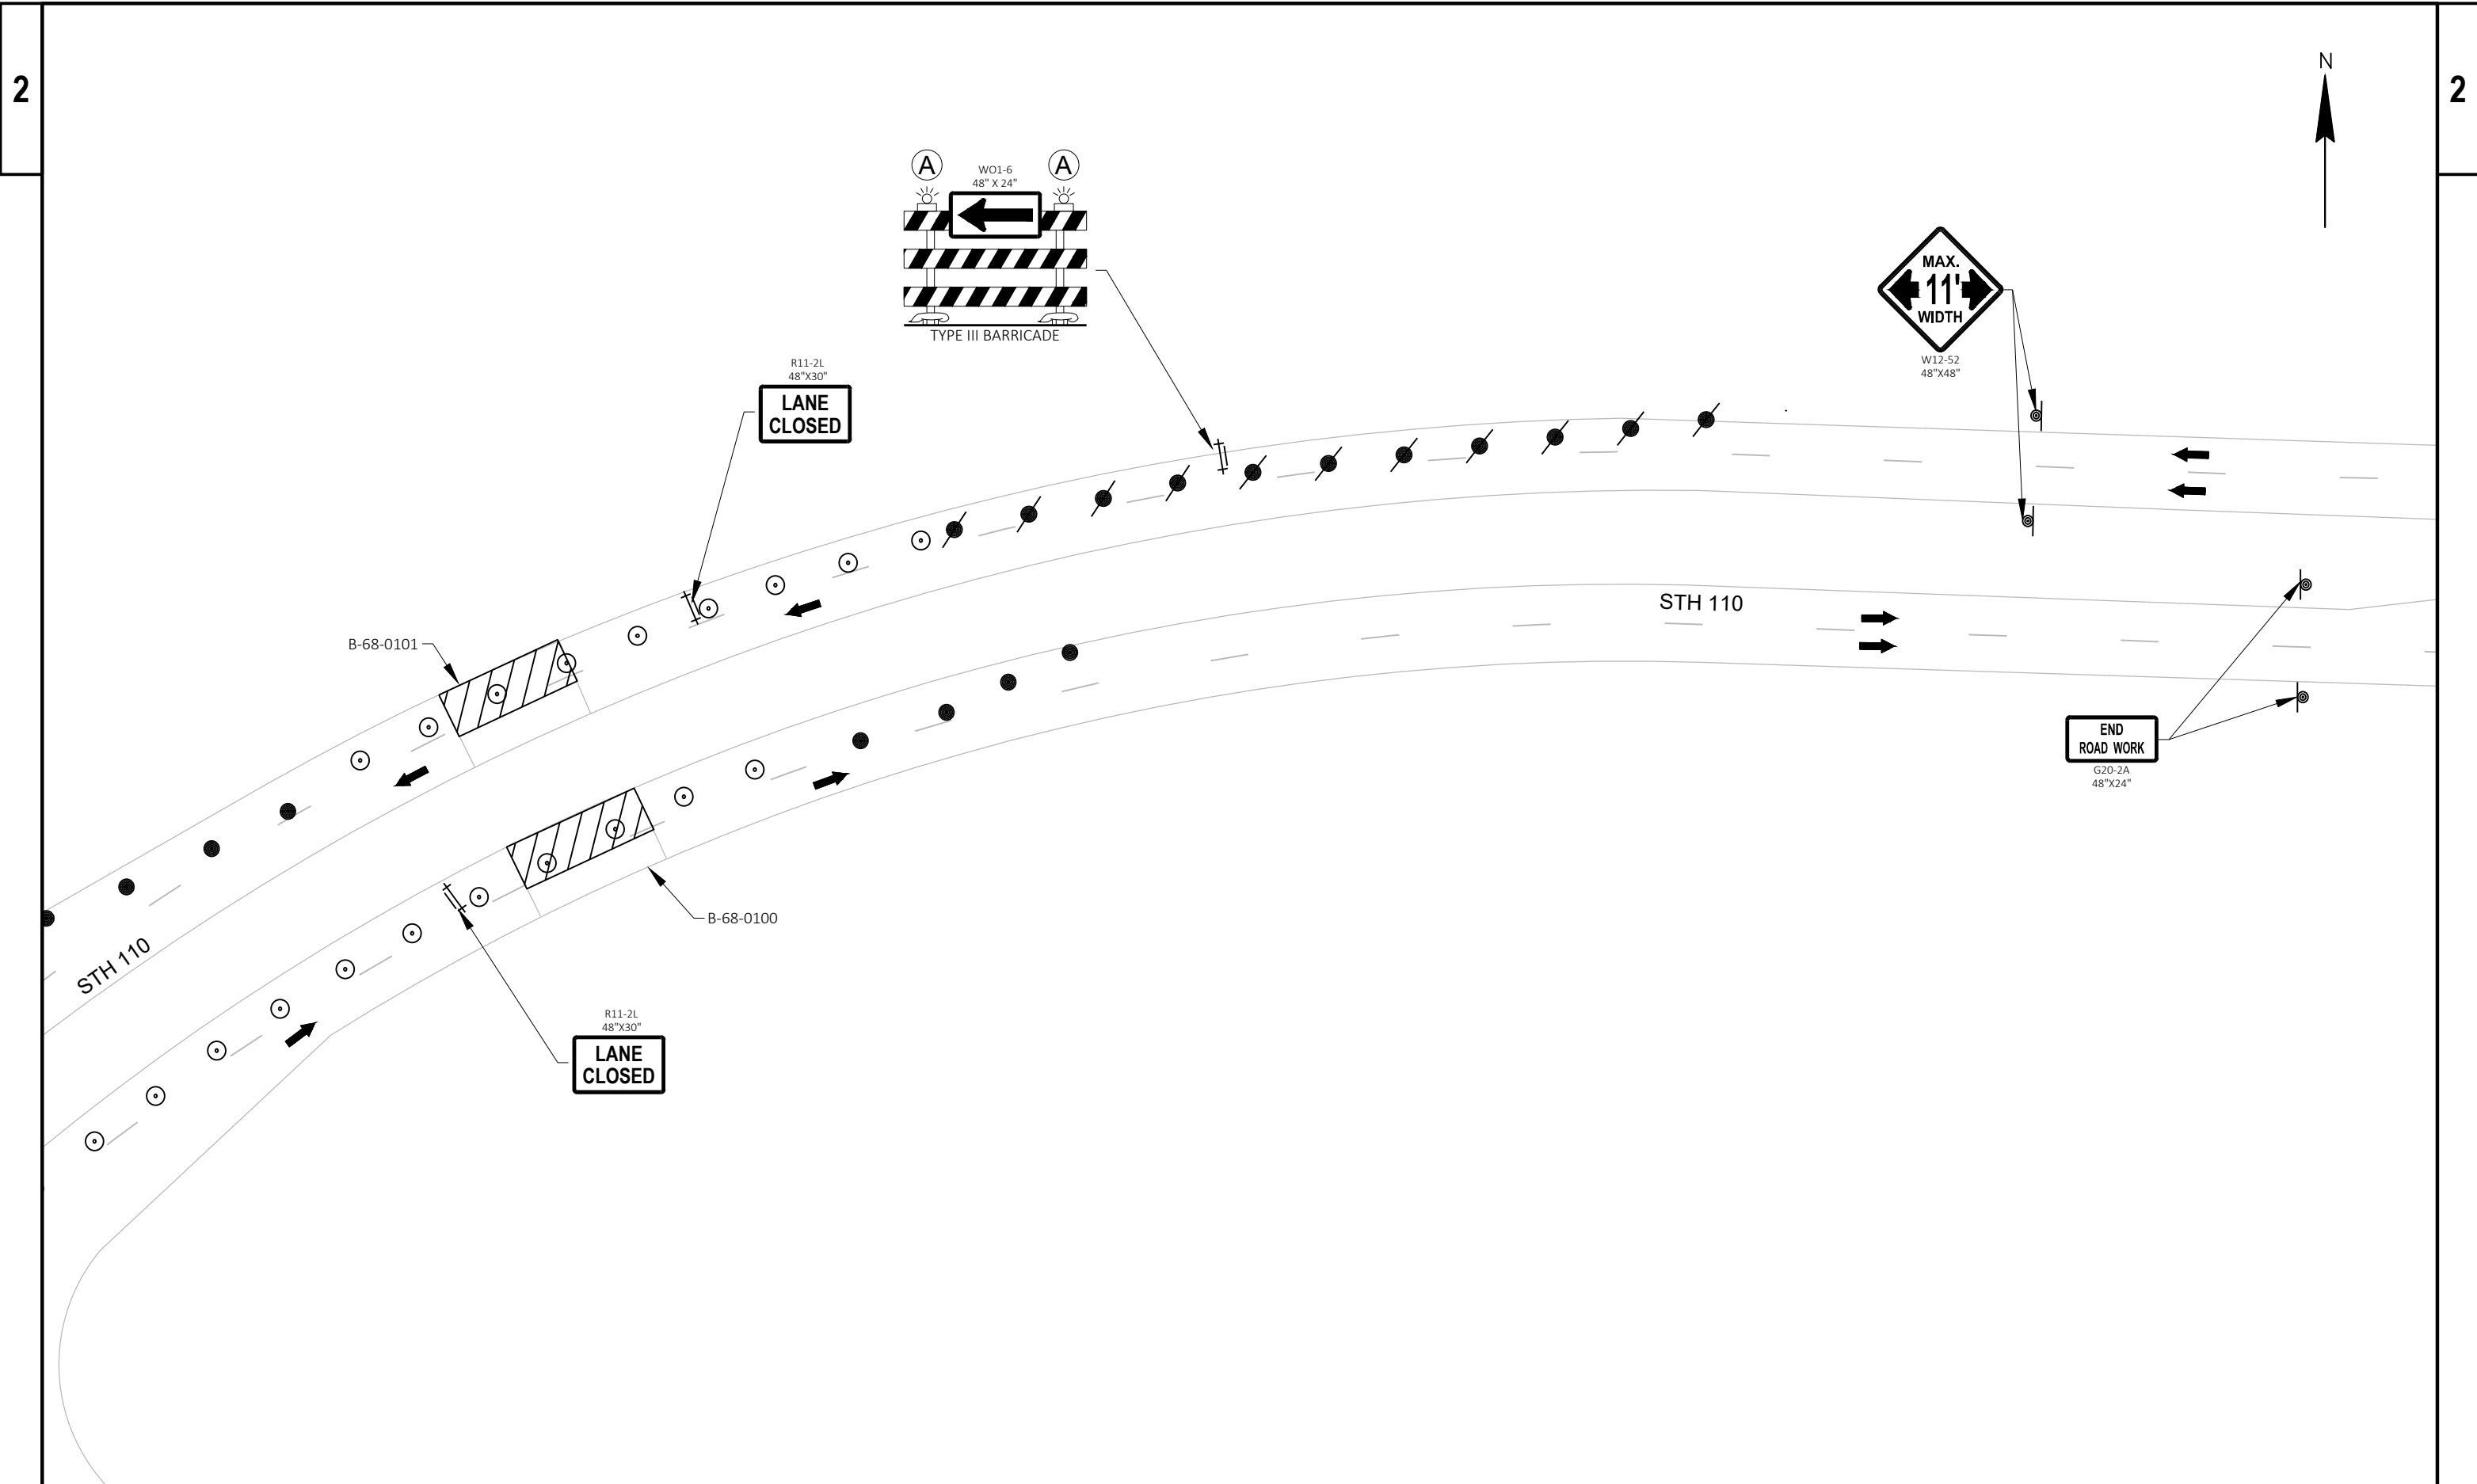 2
2
N
A
A
WO1-6
48" X 24"
TYPE III BARRICADE
MAX.
11'
WIDTH
W12-52
48"X48"
R11-2L
48"X30"
LANE
CLOSED
STH 110
B-68-0101
END
ROAD WORK
G20-2A
48"X24"
B-68-0100
STH 110
R11-2L
48"X30"
LANE
CLOSED